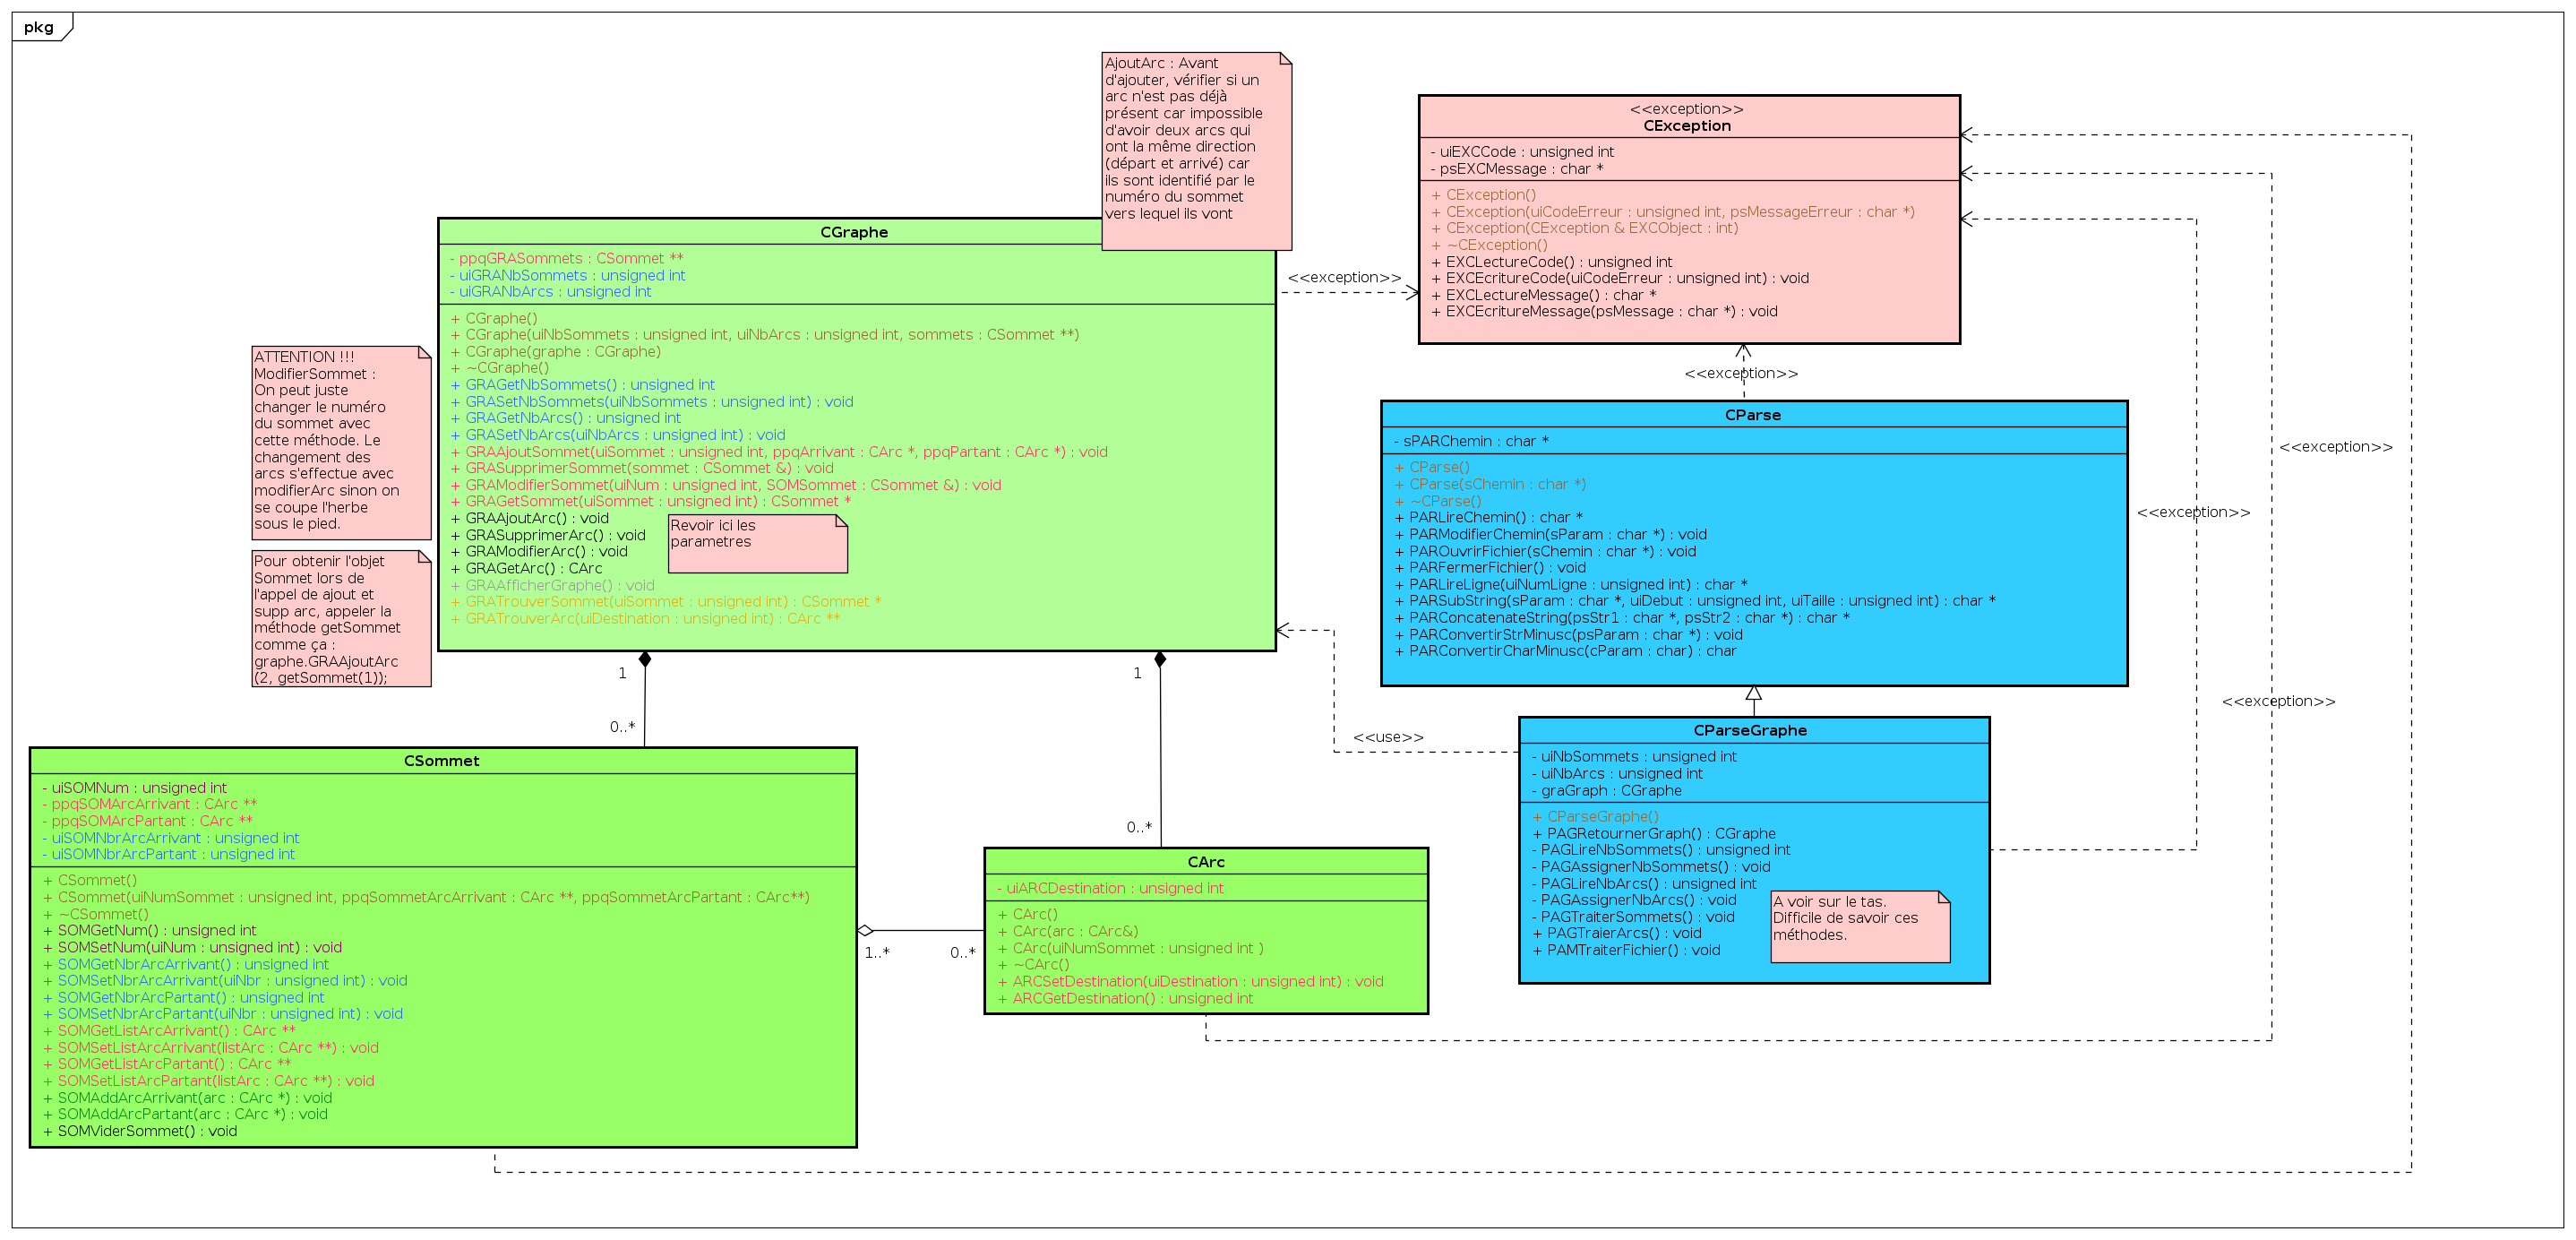 pkg
AjoutArc : Avant
d'ajouter, vérifier si un
arc n'est pas déjà
présent car impossible
d'avoir deux arcs qui
ont la même direction
(départ et arrivé) car
ils sont identifié par le
numéro du sommet
vers lequel ils vont
<<exception>>
CException
- uiEXCCode : unsigned int
- psEXCMessage : char *
+ CException()
+ CException(uiCodeErreur : unsigned int, psMessageErreur : char *)
+ CException(CException & EXCObject : int)
+ ~CException()
+ EXCLectureCode() : unsigned int
+ EXCEcritureCode(uiCodeErreur : unsigned int) : void
+ EXCLectureMessage() : char *
+ EXCEcritureMessage(psMessage : char *) : void
CGraphe
- ppqGRASommets : CSommet **
- uiGRANbSommets : unsigned int
- uiGRANbArcs : unsigned int
+ CGraphe()
+ CGraphe(uiNbSommets : unsigned int, uiNbArcs : unsigned int, sommets : CSommet **)
+ CGraphe(graphe : CGraphe)
+ ~CGraphe()
+ GRAGetNbSommets() : unsigned int
+ GRASetNbSommets(uiNbSommets : unsigned int) : void
+ GRAGetNbArcs() : unsigned int
+ GRASetNbArcs(uiNbArcs : unsigned int) : void
+ GRAAjoutSommet(uiSommet : unsigned int, ppqArrivant : CArc *, ppqPartant : CArc *) : void
+ GRASupprimerSommet(sommet : CSommet &) : void
+ GRAModifierSommet(uiNum : unsigned int, SOMSommet : CSommet &) : void
+ GRAGetSommet(uiSommet : unsigned int) : CSommet *
+ GRAAjoutArc() : void
+ GRASupprimerArc() : void
+ GRAModifierArc() : void
+ GRAGetArc() : CArc
+ GRAAfficherGraphe() : void
+ GRATrouverSommet(uiSommet : unsigned int) : CSommet *
+ GRATrouverArc(uiDestination : unsigned int) : CArc **
Revoir ici les
parametres
<<exception>>
ATTENTION !!!
ModifierSommet :
On peut juste
changer le numéro
du sommet avec
cette méthode. Le
changement des
arcs s'effectue avec
modifierArc sinon on
se coupe l'herbe
sous le pied.
Pour obtenir l'objet
Sommet lors de
l'appel de ajout et
supp arc, appeler la
méthode getSommet
comme ça :
graphe.GRAAjoutArc
(2, getSommet(1));
<<exception>>
CParse
- sPARChemin : char *
+ CParse()
+ CParse(sChemin : char *)
+ ~CParse()
+ PARLireChemin() : char *
+ PARModifierChemin(sParam : char *) : void
+ PAROuvrirFichier(sChemin : char *) : void
+ PARFermerFichier() : void
+ PARLireLigne(uiNumLigne : unsigned int) : char *
+ PARSubString(sParam : char *, uiDebut : unsigned int, uiTaille : unsigned int) : char *
+ PARConcatenateString(psStr1 : char *, psStr2 : char *) : char *
+ PARConvertirStrMinusc(psParam : char *) : void
+ PARConvertirCharMinusc(cParam : char) : char
<<exception>>
<<exception>>
<<exception>>
1
0..*
1
0..*
<<use>>
CParseGraphe
- uiNbSommets : unsigned int
- uiNbArcs : unsigned int
- graGraph : CGraphe
+ CParseGraphe()
+ PAGRetournerGraph() : CGraphe
- PAGLireNbSommets() : unsigned int
- PAGAssignerNbSommets() : void
- PAGLireNbArcs() : unsigned int
- PAGAssignerNbArcs() : void
- PAGTraiterSommets() : void
+ PAGTraierArcs() : void
+ PAMTraiterFichier() : void
A voir sur le tas.
Difficile de savoir ces
méthodes.
CSommet
- uiSOMNum : unsigned int
- ppqSOMArcArrivant : CArc **
- ppqSOMArcPartant : CArc **
- uiSOMNbrArcArrivant : unsigned int
- uiSOMNbrArcPartant : unsigned int
+ CSommet()
+ CSommet(uiNumSommet : unsigned int, ppqSommetArcArrivant : CArc **, ppqSommetArcPartant : CArc**)
+ ~CSommet()
+ SOMGetNum() : unsigned int
+ SOMSetNum(uiNum : unsigned int) : void
+ SOMGetNbrArcArrivant() : unsigned int
+ SOMSetNbrArcArrivant(uiNbr : unsigned int) : void
+ SOMGetNbrArcPartant() : unsigned int
+ SOMSetNbrArcPartant(uiNbr : unsigned int) : void
+ SOMGetListArcArrivant() : CArc **
+ SOMSetListArcArrivant(listArc : CArc **) : void
+ SOMGetListArcPartant() : CArc **
+ SOMSetListArcPartant(listArc : CArc **) : void
+ SOMAddArcArrivant(arc : CArc *) : void
+ SOMAddArcPartant(arc : CArc *) : void
+ SOMViderSommet() : void
1..*
0..*
CArc
- uiARCDestination : unsigned int
+ CArc()
+ CArc(arc : CArc&)
+ CArc(uiNumSommet : unsigned int )
+ ~CArc()
+ ARCSetDestination(uiDestination : unsigned int) : void
+ ARCGetDestination() : unsigned int